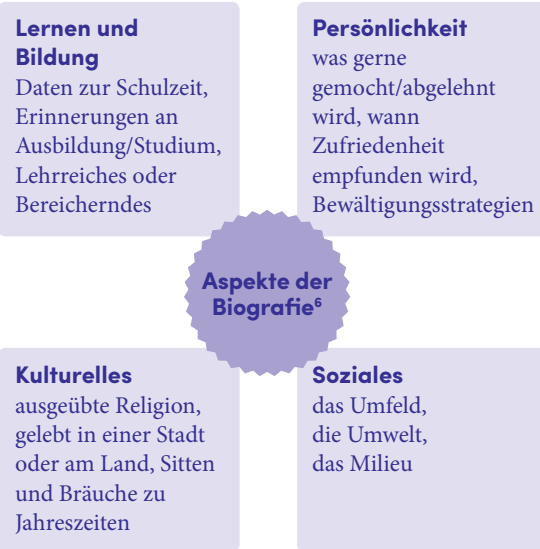 Lernen und
Bildung
Daten zur Schulzeit,
Erinnerungen an
Ausbildung/Studium,
Lehrreiches oder
Bereicherndes
Persönlichkeit
was gerne
gemocht/abgelehnt
wird, wann
Zufriedenheit
empfunden wird,
Bewältigungsstrategien
Aspekte der
Biografie⁶
Kulturelles
ausgeübte Religion,
gelebt in einer Stadt
oder am Land, Sitten
und Bräuche zu
Jahreszeiten
Soziales
das Umfeld,
die Umwelt,
das Milieu